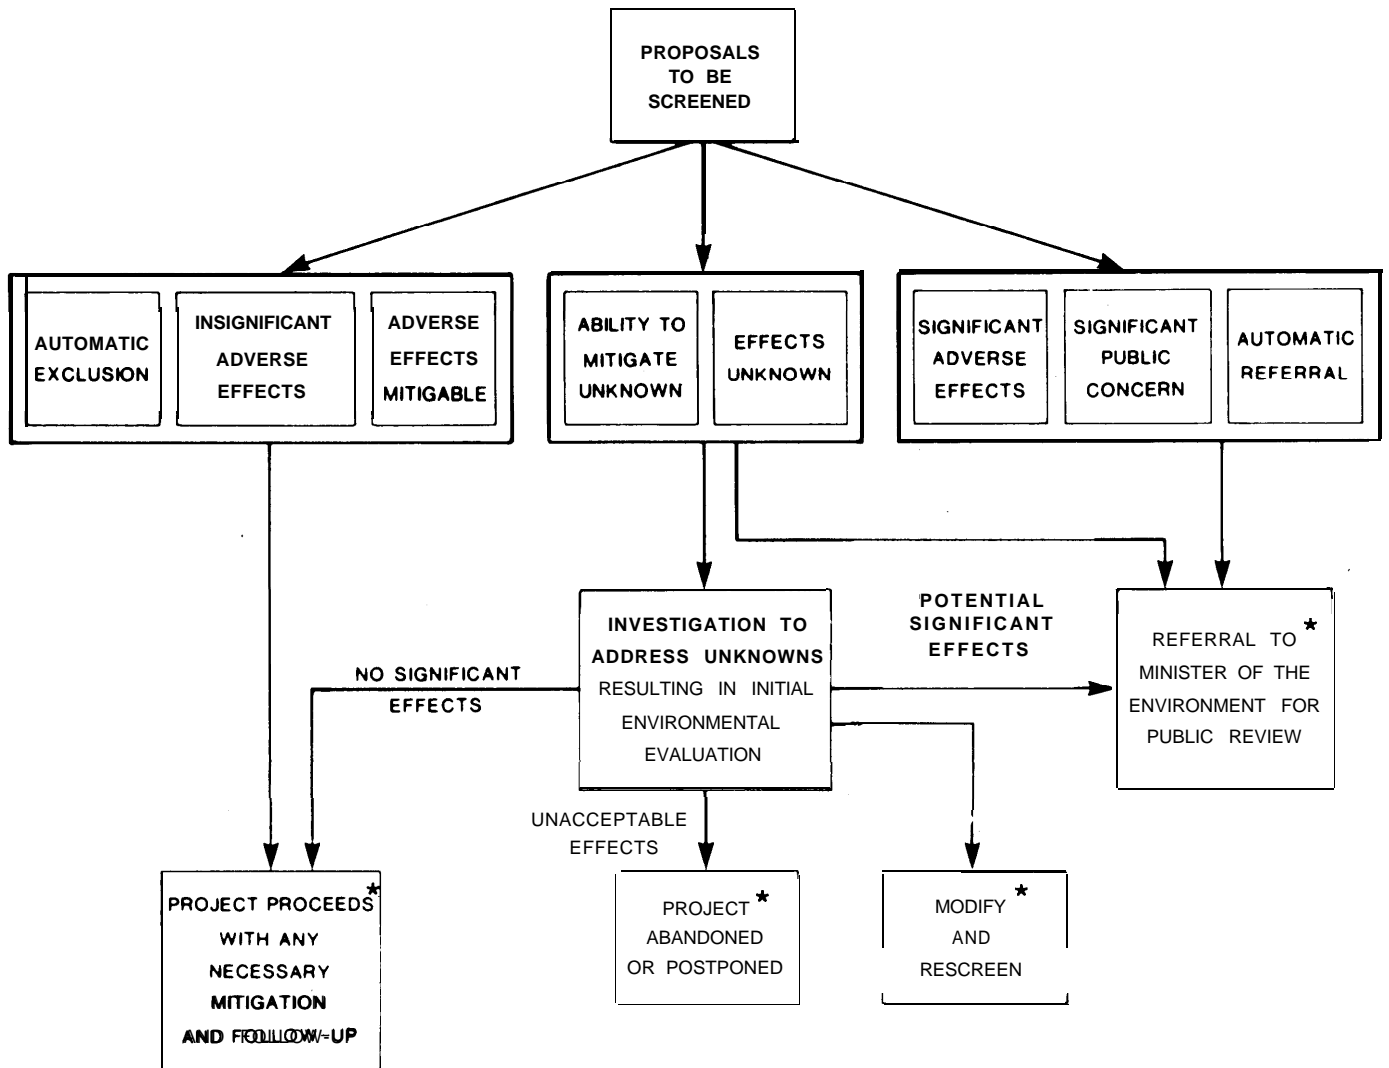 PROPOSALS
TO BE
SCREENED
AUTOMATIC
EXCLUSION
INSIGNIFICANT
ADVERSE
EFFECTS
ADVERSE
EFFECTS
MITIGABLE
ABILITY TO
MITIGATE
UNKNOWN
EFFECTS
UNKNOWN
SIGNIFICANT
ADVERSE
EFFECTS
SIGNIFICANT
PUBLIC
CONCERN
AUTOMATIC
REFERRAL
INVESTIGATION TO
ADDRESS UNKNOWNS
RESULTING IN INITIAL
ENVIRONMENTAL
EVALUATION
POTENTIAL
SIGNIFICANT
EFFECTS
REFERRAL TO *
MINISTER OF THE
ENVIRONMENT FOR
PUBLIC REVIEW
NO SIGNIFICANT
EFFECTS
UNACCEPTABLE
EFFECTS
PROJECT PROCEEDS *
WITH ANY
NECESSARY
MITIGATION
AND FOLLOW-UP
PROJECT *
ABANDONED
OR POSTPONED
MODIFY *
AND
RESCREEN